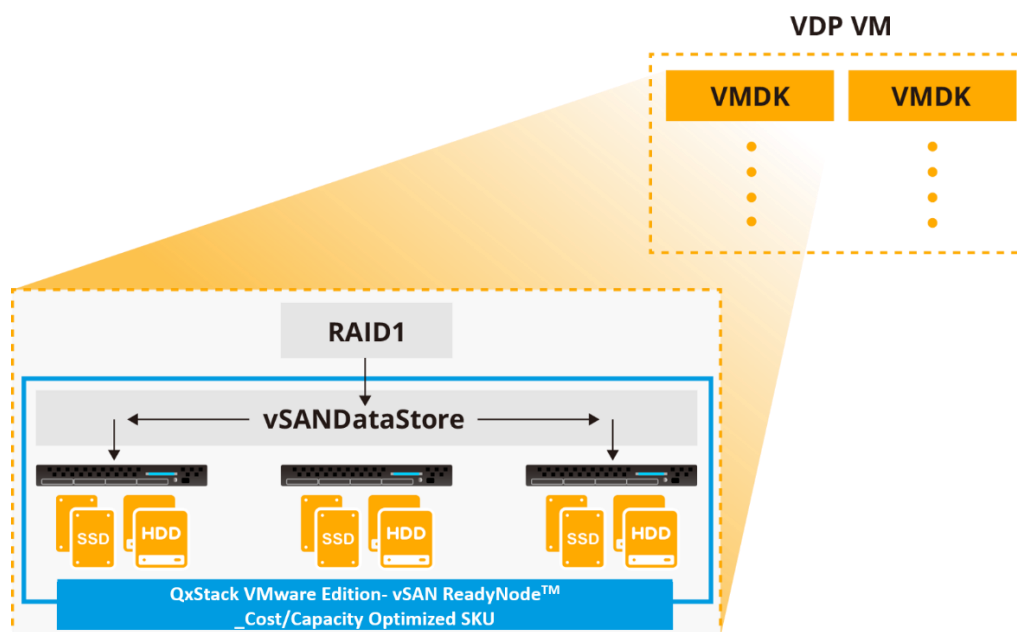 VDP VM
VMDK VMDK
RAID1
vSANDataStore
SSD HDD SSD HDD SSD HDD
QxStack VMware Edition- vSAN ReadyNode™
_Cost/Capacity Optimized SKU